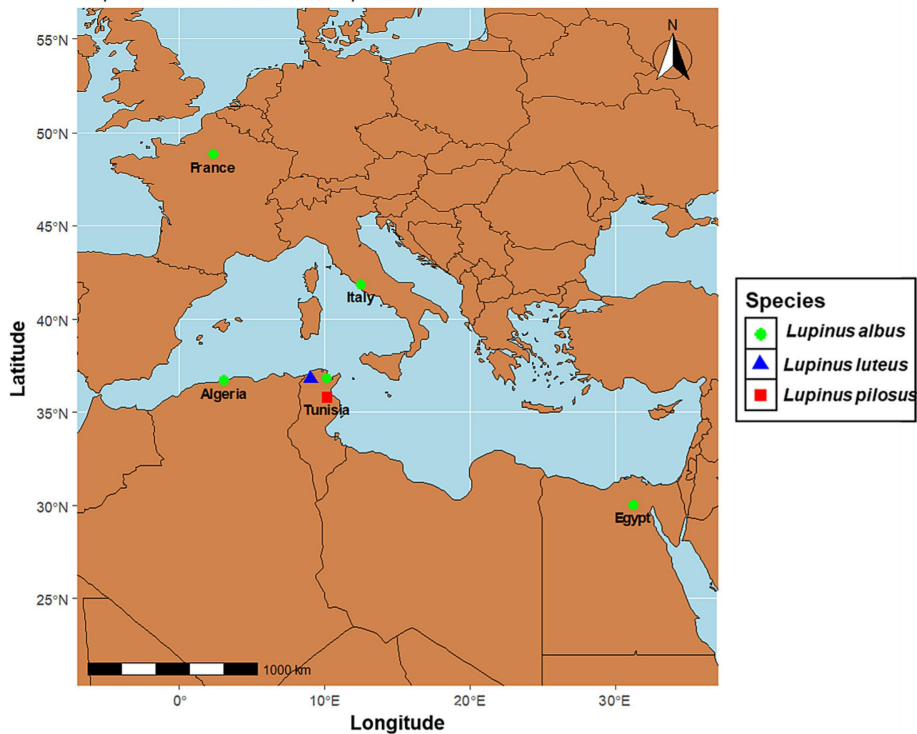 N
55°N
50°N
45°N
40°N
35°N
30°N
25°N
Latitude
France
Italy
Algeria
Tunisia
Egypt
1000 km
0°
10°E
20°E
30°E
Longitude
Species
Lupinus albus
Lupinus luteus
Lupinus pilosus